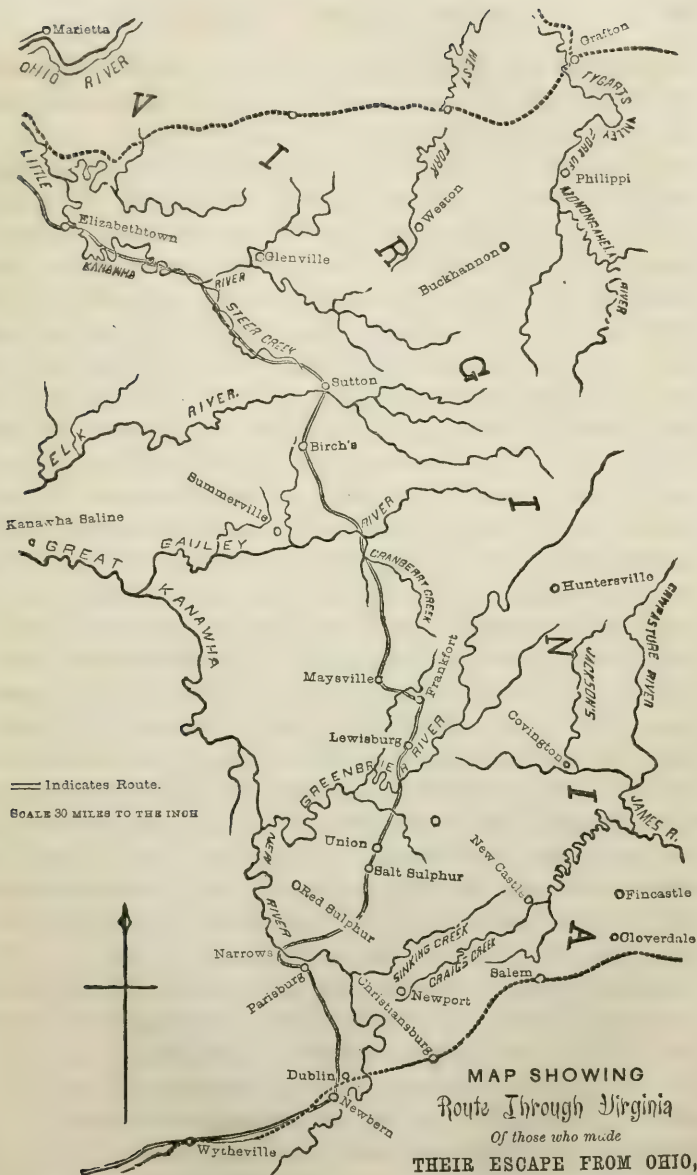 Marietta
OHIO RIVER
Grafton
WEST
FORK
TYGARTS
VALLEY
FORK OF
MONONGAHELA
RIVER
V
I
R
G
I
N
I
A
LITTLE
KANAWHA
RIVER
Elizabethtown
Philippi
Weston
Buckhannon
Glenville
STEER CREEK
Sutton
ELK
RIVER.
Birch's
Summerville
Kanawha Saline
GREAT
KANAWHA
GAULEY
RIVER
CRANBERRY CREEK
Huntersville
COWPASTURE RIVER
JACKSON'S
Maysville
Frankfort
Covington
Lewisburg
GREENBRIER RIVER
JAMES R.
Indicates Route.
SCALE 30 MILES TO THE INCH
Union
Salt Sulphur
New Castle
NEW
RIVER
Red Sulphur
Fincastle
SINKING CREEK
CRAIGS CREEK
Cloverdale
Narrows
Parisburg
Newport
Salem
Christiansburg
Dublin
Newbern
Wytheville
MAP SHOWING
Route Through Virginia
Of those who made
THEIR ESCAPE FROM OHIO.